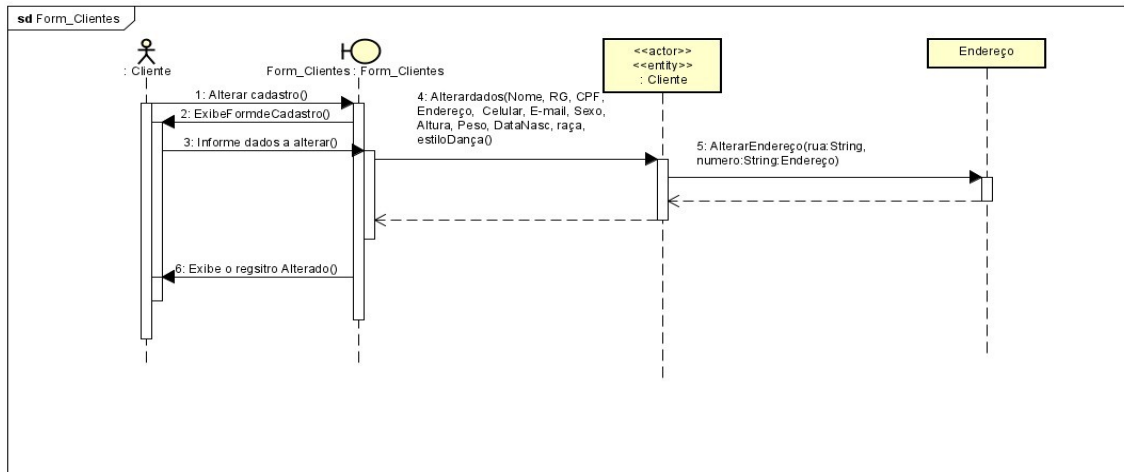 sd Form_Clientes
: Cliente
Form_Clientes : Form_Clientes
<<actor>>
<<entity>>
: Cliente
Endereço
1: Alterar cadastro()
2: ExibeFormdeCadastro()
3: Informe dados a alterar()
4: Alterardados(Nome, RG, CPF,
Endereço, Celular, E-mail, Sexo,
Altura, Peso, DataNasc, raça,
estiloDança()
5: AlterarEndereço(rua:String,
numero:String:Endereço)
6: Exibe o regsitro Alterado()